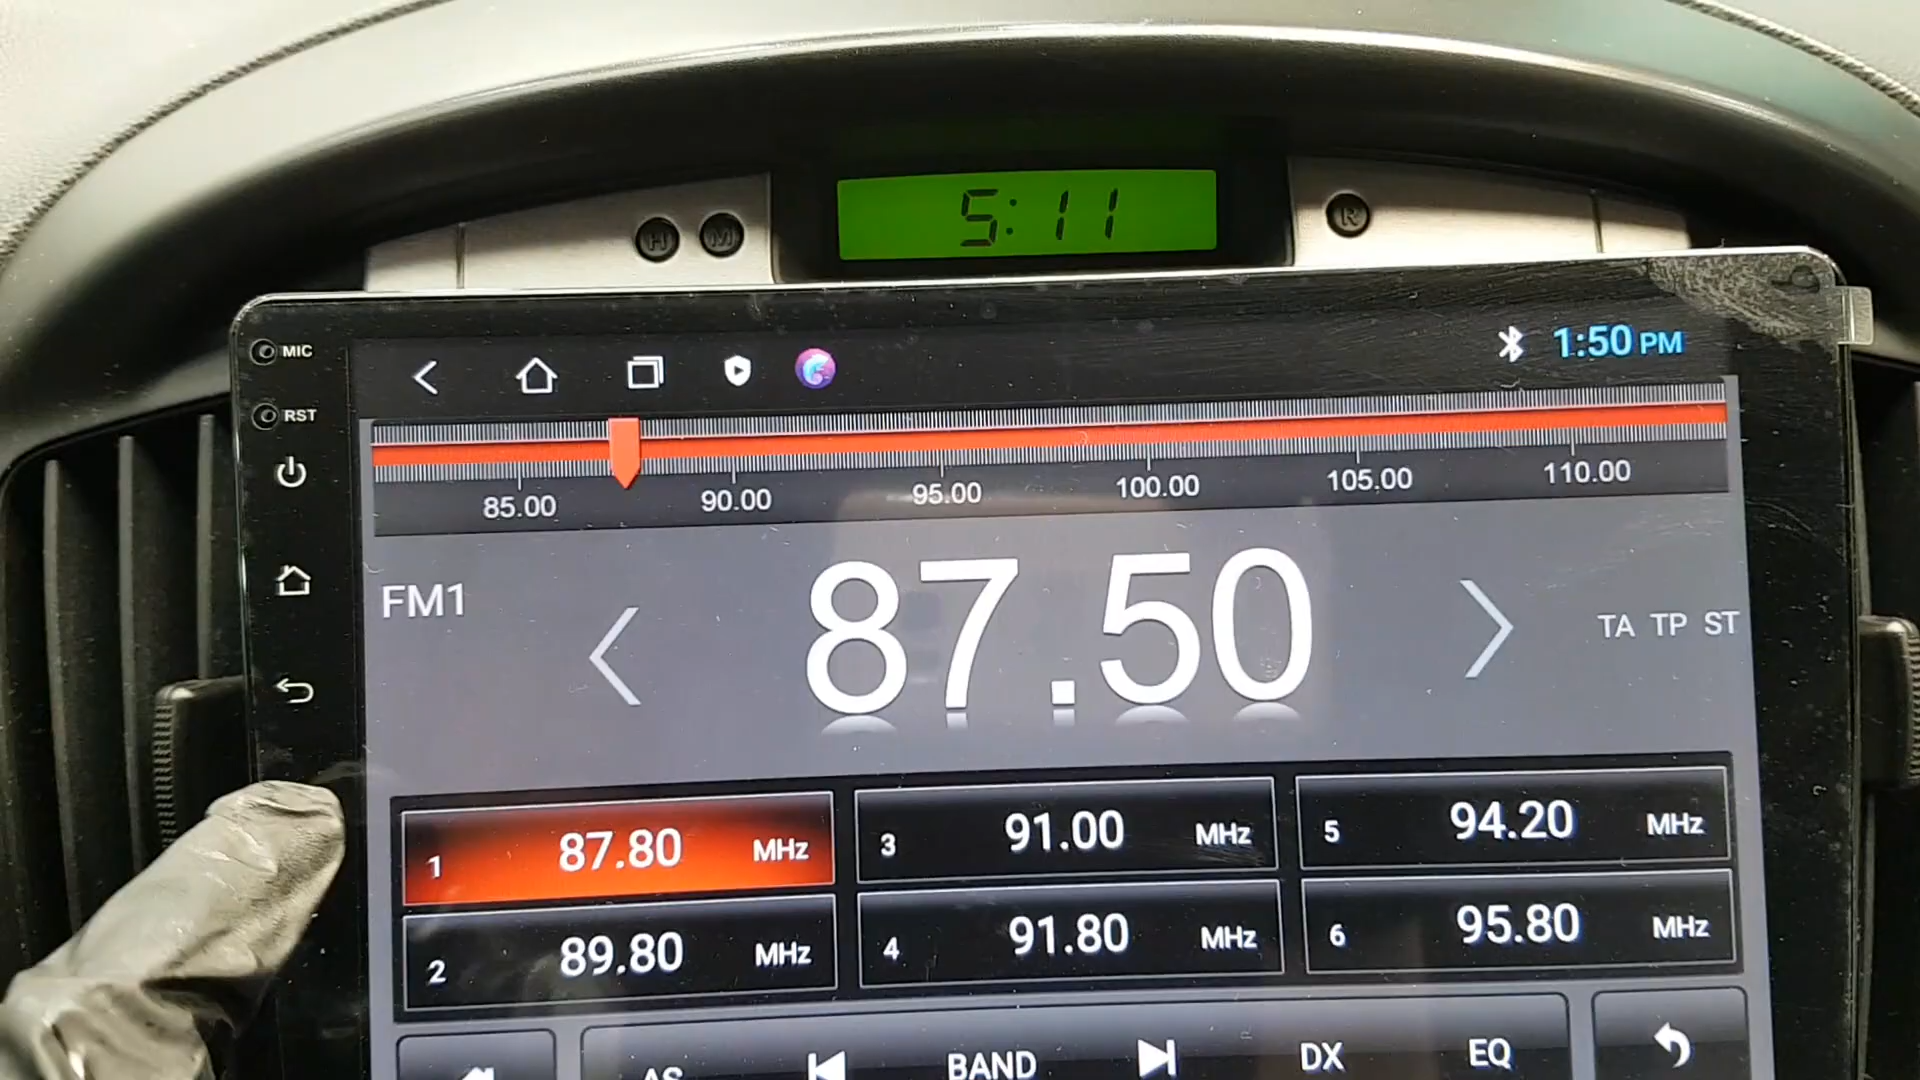 5:11
H M R
MIC
1:50 PM
RST
85.00 90.00 95.00 100.00 105.00 110.00
FM1 87.50 TA TP ST
1 87.80 MHz 3 91.00 MHz 5 94.20 MHz
2 89.80 MHz 4 91.80 MHz 6 95.80 MHz
AS BAND DX EQ